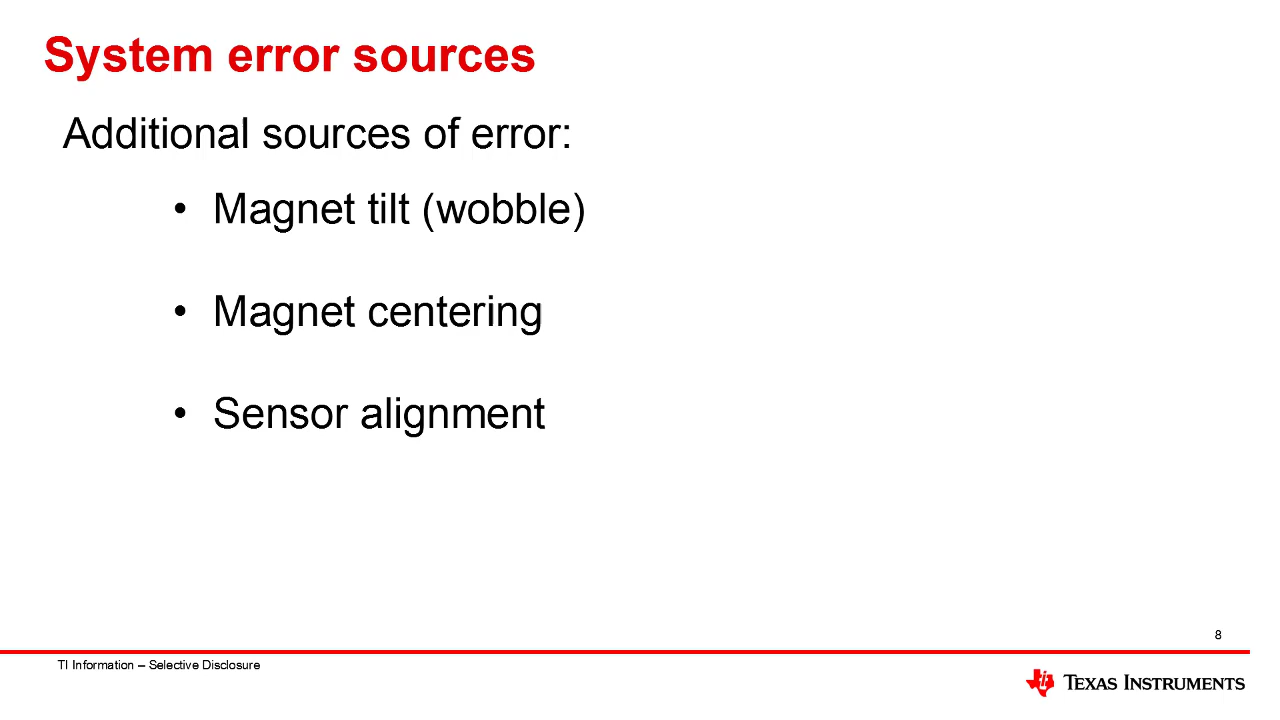 System error sources
Additional sources of error:
• Magnet tilt (wobble)
• Magnet centering
• Sensor alignment
8
TI Information – Selective Disclosure
TEXAS INSTRUMENTS